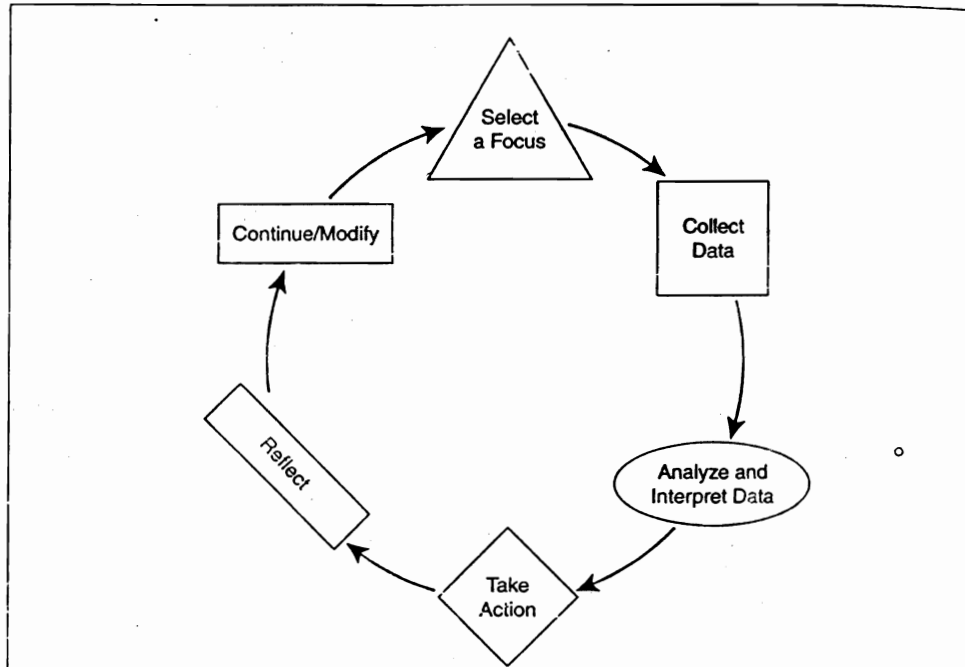 Select
a Focus
Collect
Data
Analyze and
Interpret Data
Take
Action
Reflect
Continue/Modify